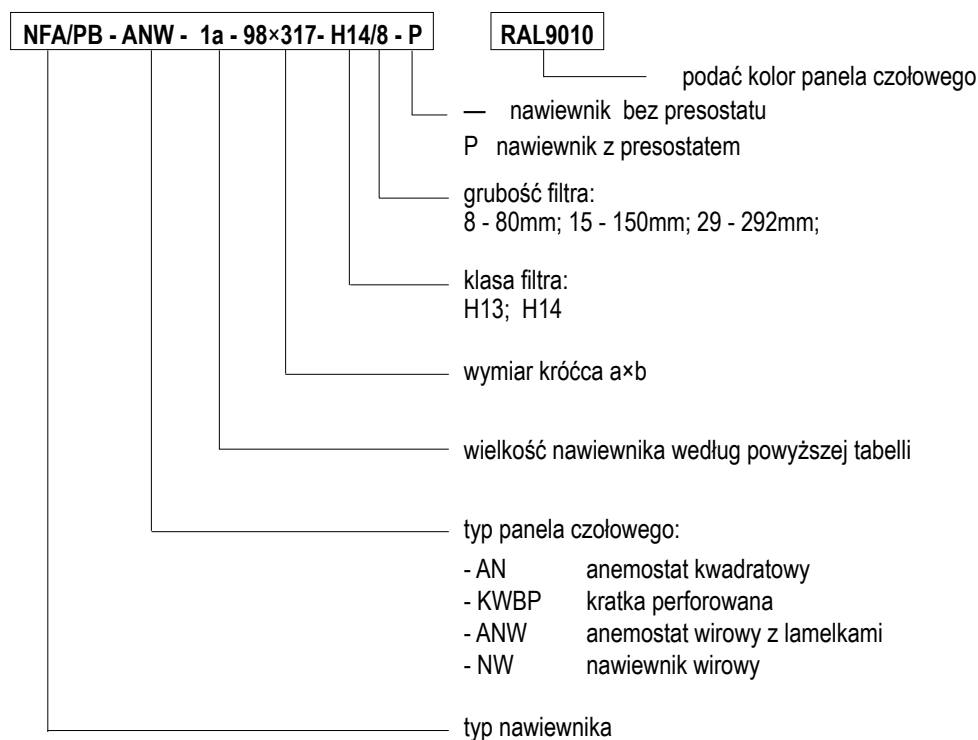 NFA/PB - ANW - 1a - 98×317- H14/8 - P RAL9010
podać kolor panela czołowego
— nawiewnik bez presostatu
P nawiewnik z presostatem
grubość filtra:
8 - 80mm; 15 - 150mm; 29 - 292mm;
klasa filtra:
H13; H14
wymiar króćca a×b
wielkość nawiewnika według powyższej tabelli
typ panela czołowego:
- AN anemostat kwadratowy
- KWBP kratka perforowana
- ANW anemostat wirowy z lamelkami
- NW nawiewnik wirowy
typ nawiewnika